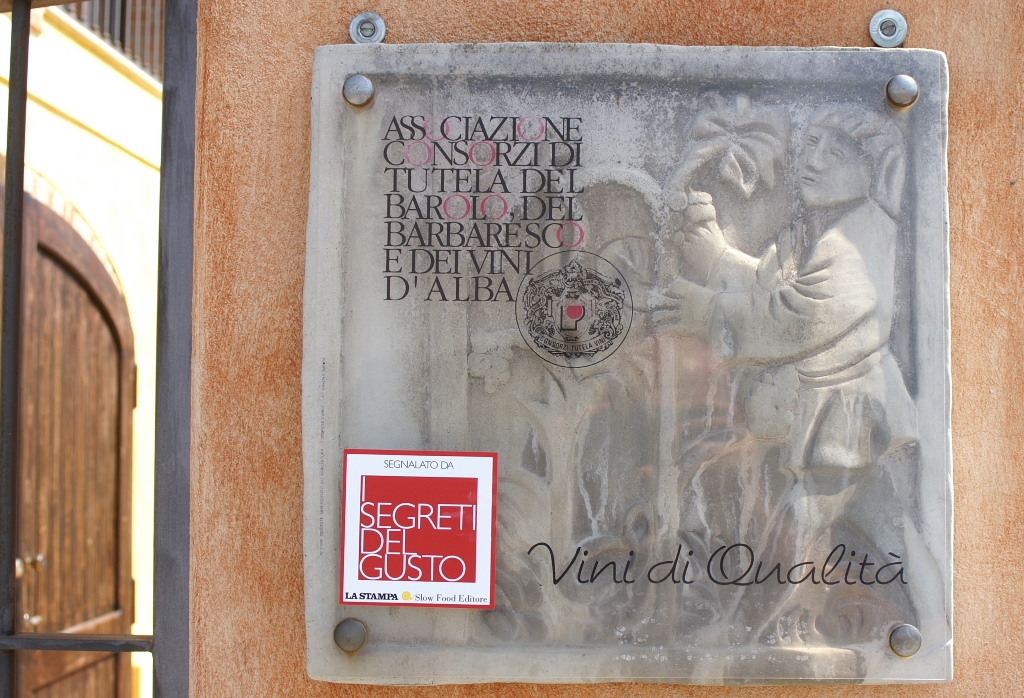 ASSOCIAZIONE
CONSORZI DI
TUTELA DEL
BAROLO, DEL
BARBARESCO
E DEI VINI
D'ALBA
CONSORZI TUTELA VINI
SEGNALATO DA
I
SEGRETI
DEL
GUSTO
LA STAMPA Slow Food Editore
Vini di Qualità